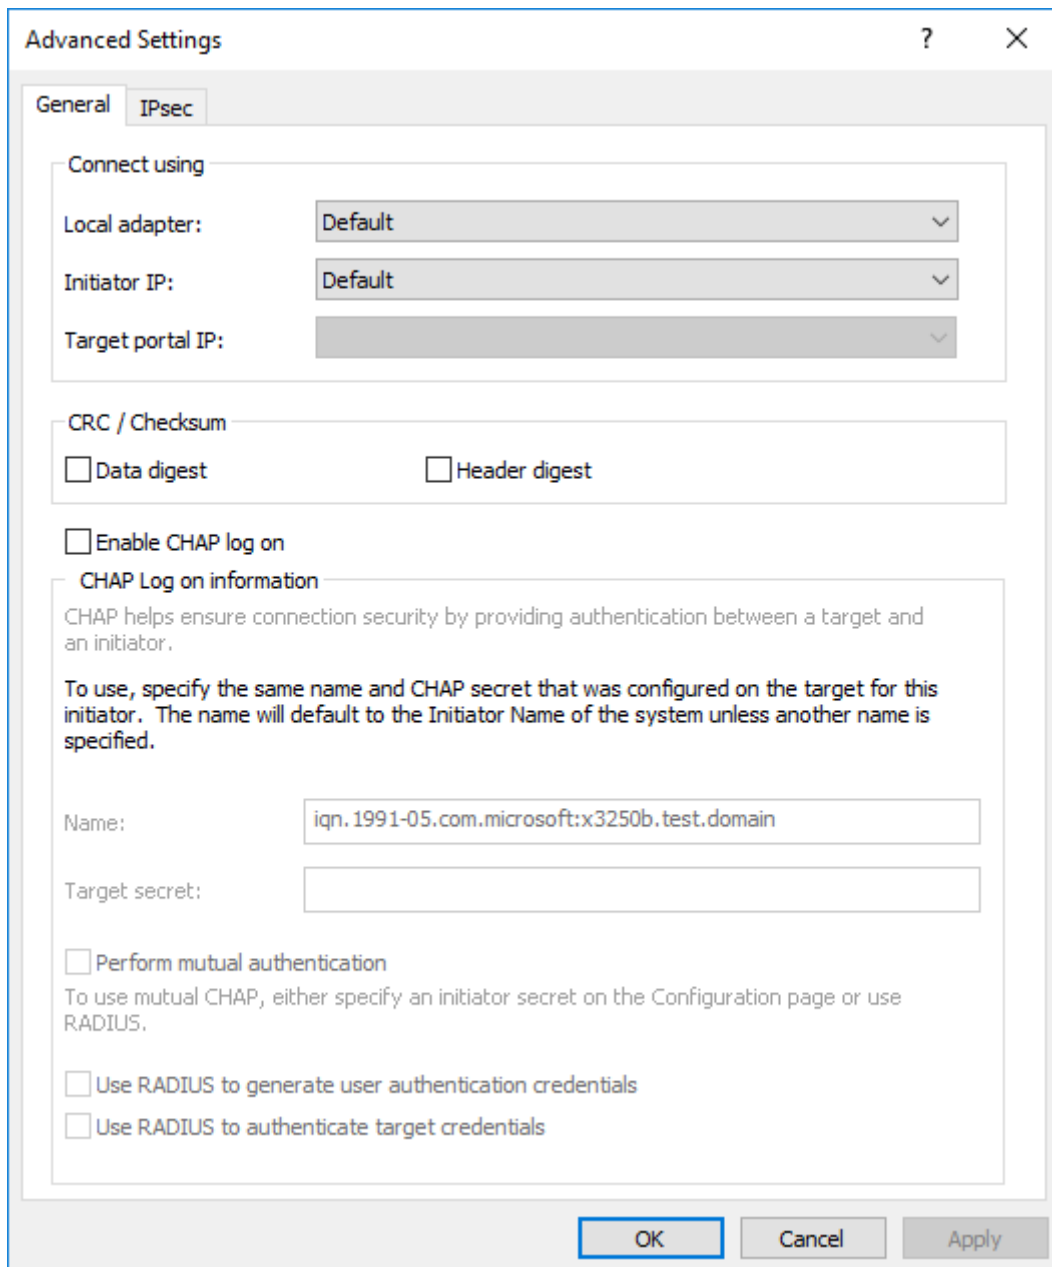 Advanced Settings ?
General IPsec
Connect using
Local adapter: Default
Initiator IP: Default
Target portal IP:
CRC / Checksum
Data digest Header digest
Enable CHAP log on
CHAP Log on information
CHAP helps ensure connection security by providing authentication between a target and
an initiator.
To use, specify the same name and CHAP secret that was configured on the target for this
initiator.  The name will default to the Initiator Name of the system unless another name is
specified.
Name: iqn.1991-05.com.microsoft:x3250b.test.domain
Target secret:
Perform mutual authentication
To use mutual CHAP, either specify an initiator secret on the Configuration page or use
RADIUS.
Use RADIUS to generate user authentication credentials
Use RADIUS to authenticate target credentials
OK Cancel Apply